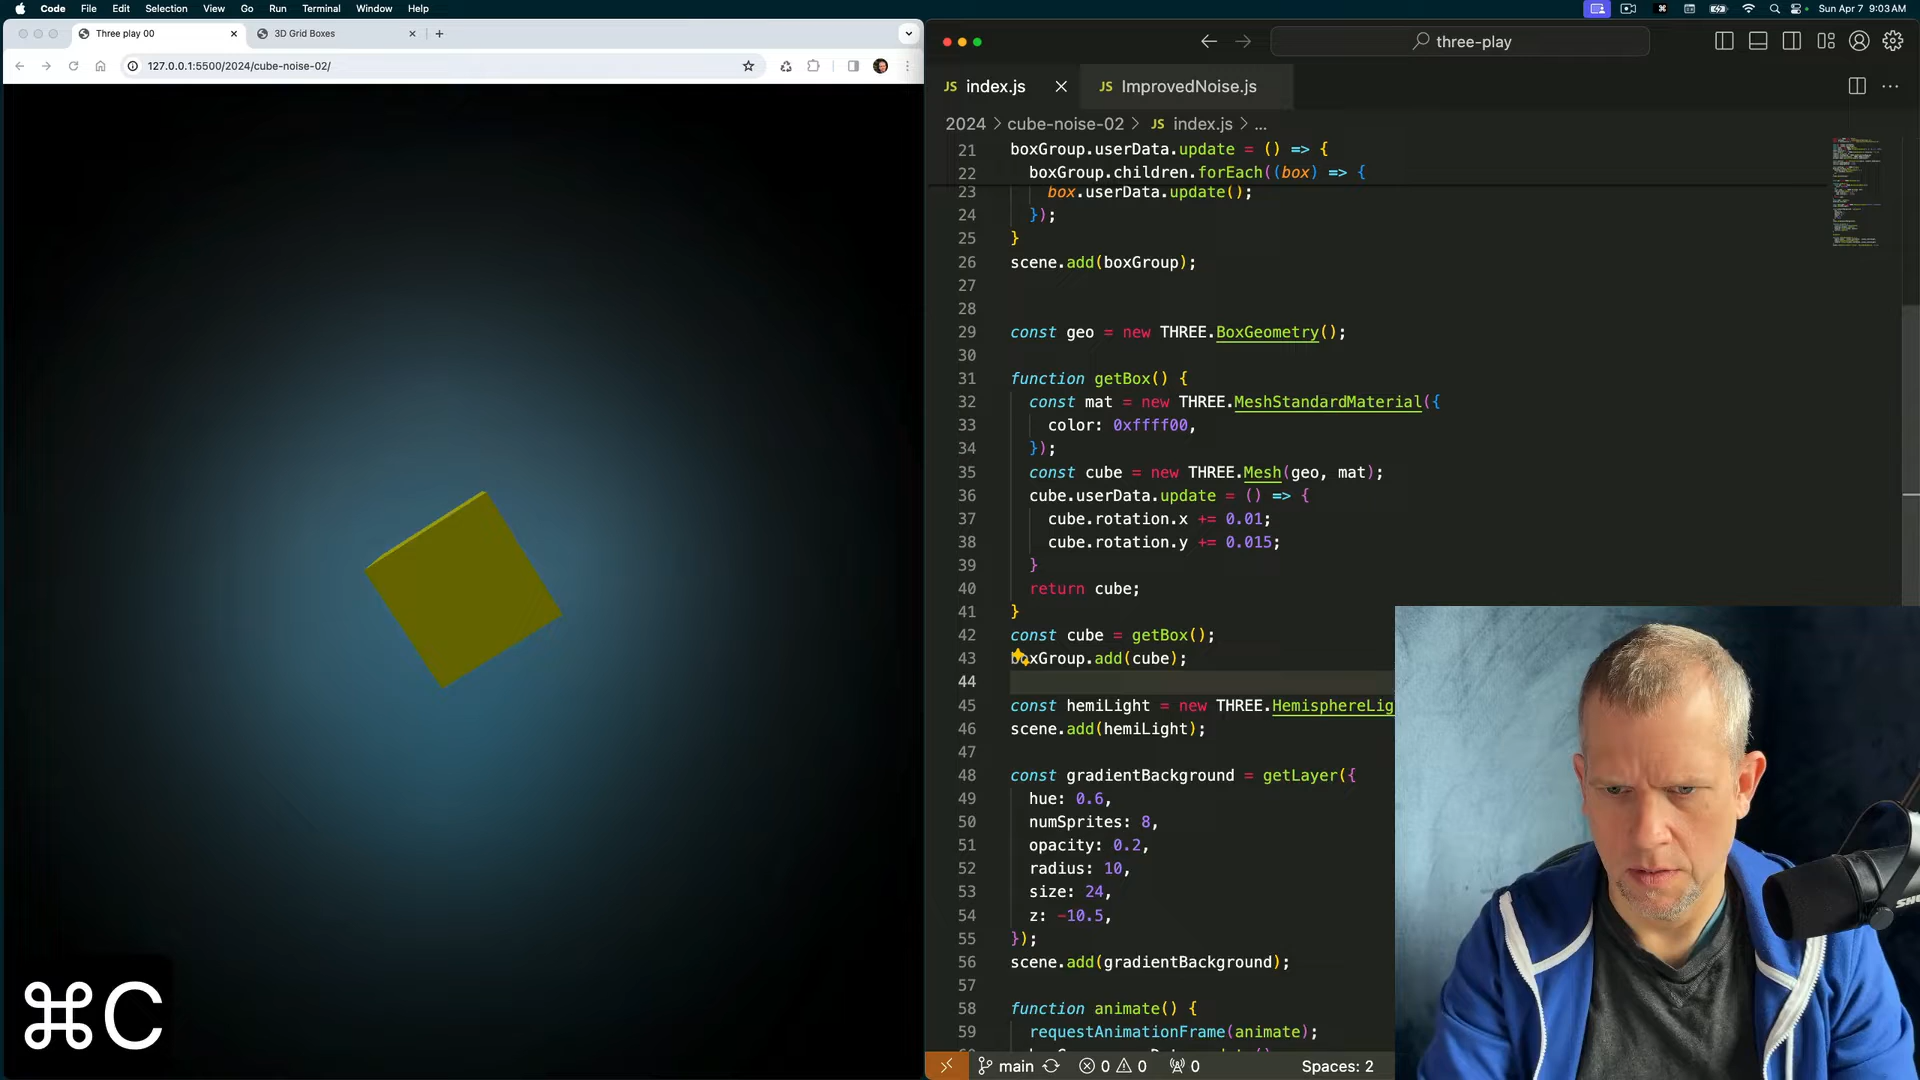 Code File Edit Selection View Go Run Terminal Window Help
Sun Apr 7 9:03 AM
Three play 00
3D Grid Boxes
127.0.0.1:5500/2024/cube-noise-02/
three-play
JS index.js
JS ImprovedNoise.js
2024 > cube-noise-02 > JS index.js > ...
21 boxGroup.userData.update = () => {
22 boxGroup.children.forEach((box) => {
23 box.userData.update();
24 });
25 }
26 scene.add(boxGroup);
27
28
29 const geo = new THREE.BoxGeometry();
30
31 function getBox() {
32 const mat = new THREE.MeshStandardMaterial({
33 color: 0xffff00,
34 });
35 const cube = new THREE.Mesh(geo, mat);
36 cube.userData.update = () => {
37 cube.rotation.x += 0.01;
38 cube.rotation.y += 0.015;
39 }
40 return cube;
41 }
42 const cube = getBox();
43 boxGroup.add(cube);
44
45 const hemiLight = new THREE.HemisphereLig
46 scene.add(hemiLight);
47
48 const gradientBackground = getLayer({
49 hue: 0.6,
50 numSprites: 8,
51 opacity: 0.2,
52 radius: 10,
53 size: 24,
54 z: -10.5,
55 });
56 scene.add(gradientBackground);
57
58 function animate() {
59 requestAnimationFrame(animate);
main 0 0 0 Spaces: 2
⌘C